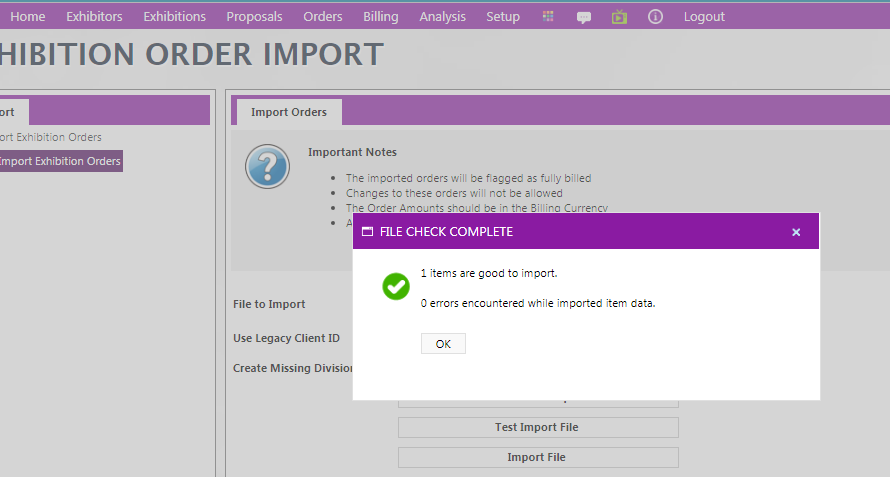 Home Exhibitors Exhibitions Proposals Orders Billing Analysis Setup Logout
HIBITION ORDER IMPORT
ort
ort Exhibition Orders
Import Exhibition Orders
Import Orders
Important Notes
The imported orders will be flagged as fully billed
Changes to these orders will not be allowed
The Order Amounts should be in the Billing Currency
A
FILE CHECK COMPLETE
1 items are good to import.
0 errors encountered while imported item data.
OK
File to Import
Use Legacy Client ID
Create Missing Division
Test Import File
Import File